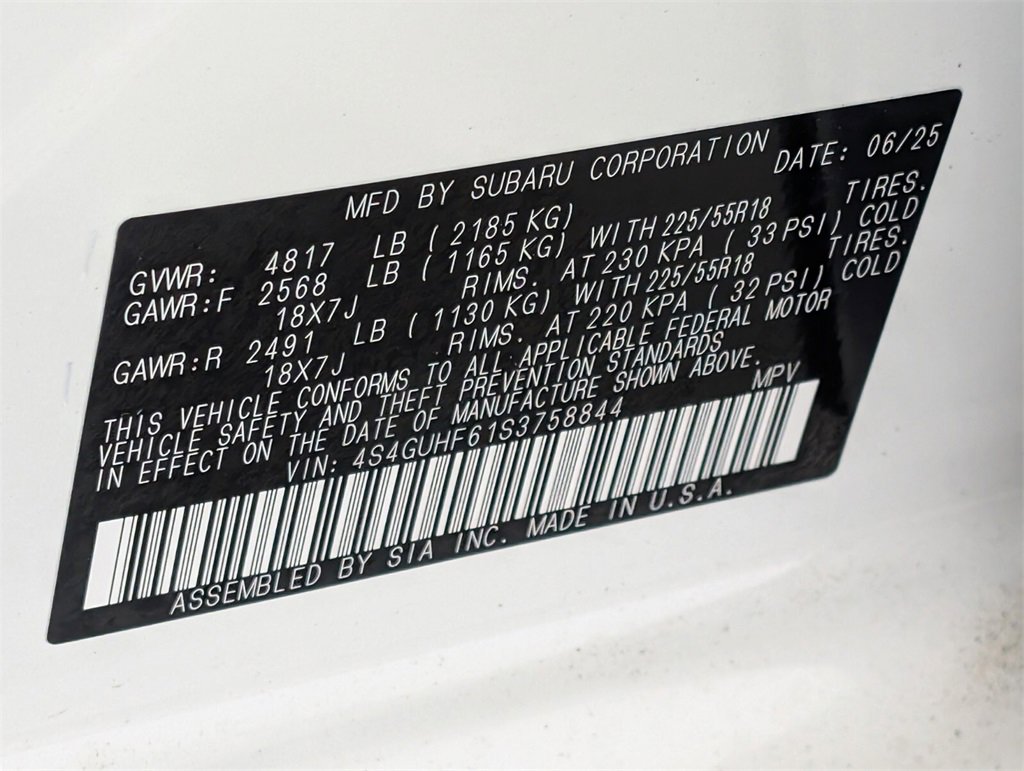 MFD BY SUBARU CORPORATION DATE: 06/25
GVWR: 4817 LB ( 2185 KG)
GAWR:F 2568 LB ( 1165 KG) WITH 225/55R18 TIRES.
18X7J RIMS. AT 230 KPA ( 33 PSI) COLD
GAWR:R 2491 LB ( 1130 KG) WITH 225/55R18 TIRES.
18X7J RIMS. AT 220 KPA ( 32 PSI) COLD
THIS VEHICLE CONFORMS TO ALL APPLICABLE FEDERAL MOTOR
VEHICLE SAFETY AND THEFT PREVENTION STANDARDS
IN EFFECT ON THE DATE OF MANUFACTURE SHOWN ABOVE.
VIN: 4S4GUHF61S3758844 MPV
ASSEMBLED BY SIA INC. MADE IN U.S.A.